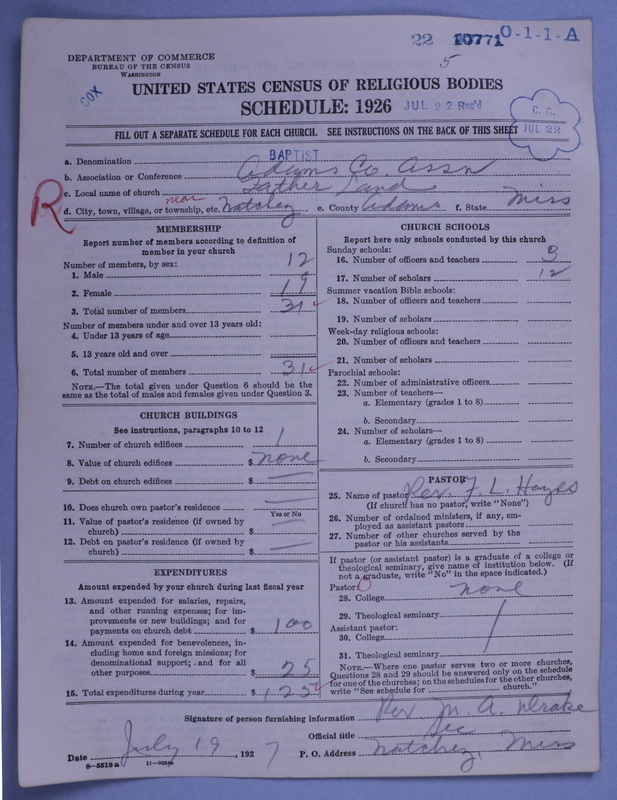 22 50771 O-1-1-A
5
DEPARTMENT OF COMMERCE
BUREAU OF THE CENSUS
WASHINGTON
COX
UNITED STATES CENSUS OF RELIGIOUS BODIES
SCHEDULE: 1926 JUL 22 Rec'd
C. C.
JUL 22
FILL OUT A SEPARATE SCHEDULE FOR EACH CHURCH. SEE INSTRUCTIONS ON THE BACK OF THIS SHEET
a. Denomination BAPTIST
b. Association or Conference Adams Co. Assn
c. Local name of church Father Land
R
d. City, town, village, or township, etc. near Natchez e. County Adams f. State Miss
MEMBERSHIP
Report number of members according to definition of
member in your church
Number of members, by sex:
1. Male 12
2. Female 19
3. Total number of members 31
Number of members under and over 13 years old:
4. Under 13 years of age
5. 13 years old and over
6. Total number of members 31
NOTE.—The total given under Question 6 should be the
same as the total of males and females given under Question 3.
CHURCH BUILDINGS
See instructions, paragraphs 10 to 12
7. Number of church edifices 1
8. Value of church edifices $ none
9. Debt on church edifices $
10. Does church own pastor's residence
Yes or No
11. Value of pastor's residence (if owned by
church) $
12. Debt on pastor's residence (if owned by
church) $
EXPENDITURES
Amount expended by your church during last fiscal year
13. Amount expended for salaries, repairs,
and other running expenses; for im-
provements or new buildings; and for
payments on church debt $ 100
14. Amount expended for benevolences, in-
cluding home and foreign missions; for
denominational support; and for all
other purposes $ 25
15. Total expenditures during year $ 125
CHURCH SCHOOLS
Report here only schools conducted by this church
Sunday schools:
16. Number of officers and teachers 3
17. Number of scholars 12
Summer vacation Bible schools:
18. Number of officers and teachers
19. Number of scholars
Week-day religious schools:
20. Number of officers and teachers
21. Number of scholars
Parochial schools:
22. Number of administrative officers
23. Number of teachers—
a. Elementary (grades 1 to 8)
b. Secondary
24. Number of scholars—
a. Elementary (grades 1 to 8)
b. Secondary
PASTOR
25. Name of pastor Rev. F. L. Hayes
(If church has no pastor, write "None")
26. Number of ordained ministers, if any, em-
ployed as assistant pastors
27. Number of other churches served by the
pastor or his assistants
If pastor (or assistant pastor) is a graduate of a college or
theological seminary, give name of institution below. (If
not a graduate, write "No" in the space indicated.)
Pastor:
28. College none
29. Theological seminary
Assistant pastor:
30. College
31. Theological seminary
NOTE.—Where one pastor serves two or more churches,
Questions 28 and 29 should be answered only on the schedule
for one of the churches; on the schedules for the other churches,
write "See schedule for church."
Signature of person furnishing information Rev M. A. Drake
Official title Sec
Date July 19, 1927 P. O. Address Natchez, Miss
8-5518a